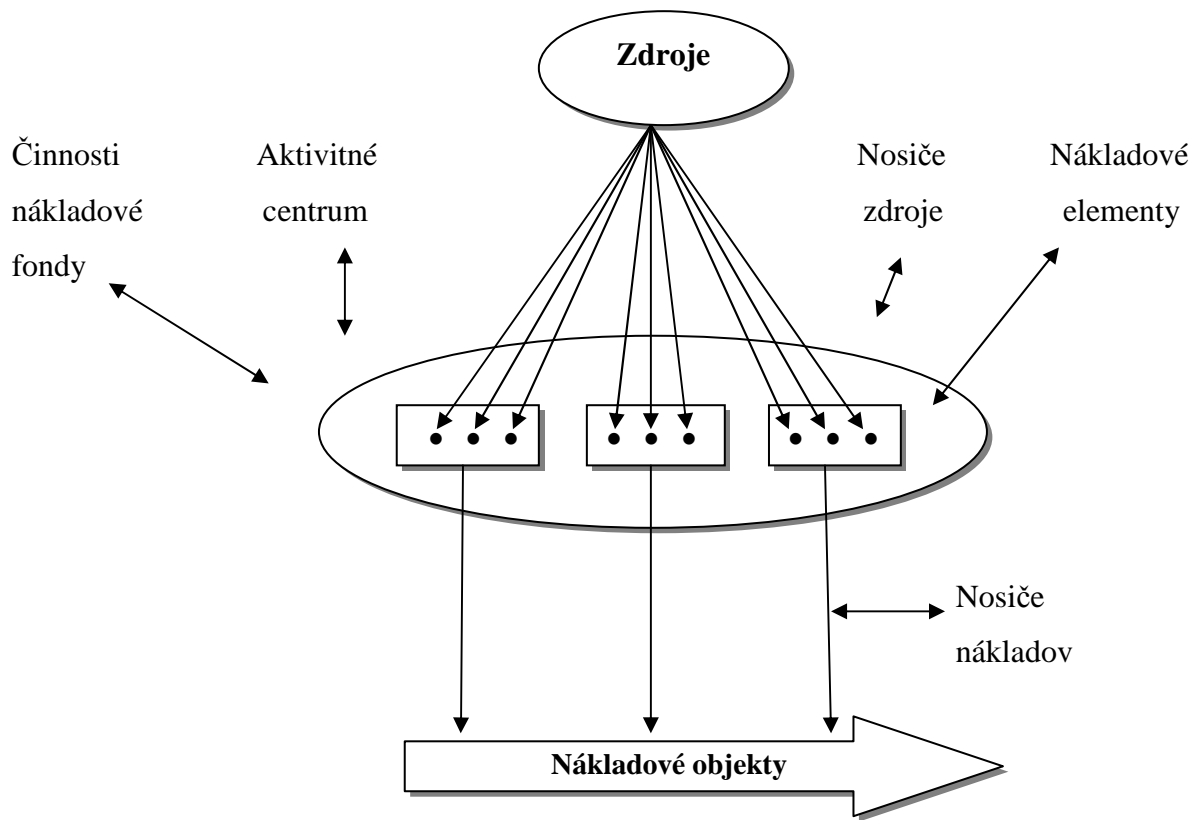 Zdroje
Činnosti
nákladové
fondy
Aktivitné
centrum
Nosiče
zdroje
Nákladové
elementy
Nosiče
nákladov
Nákladové objekty